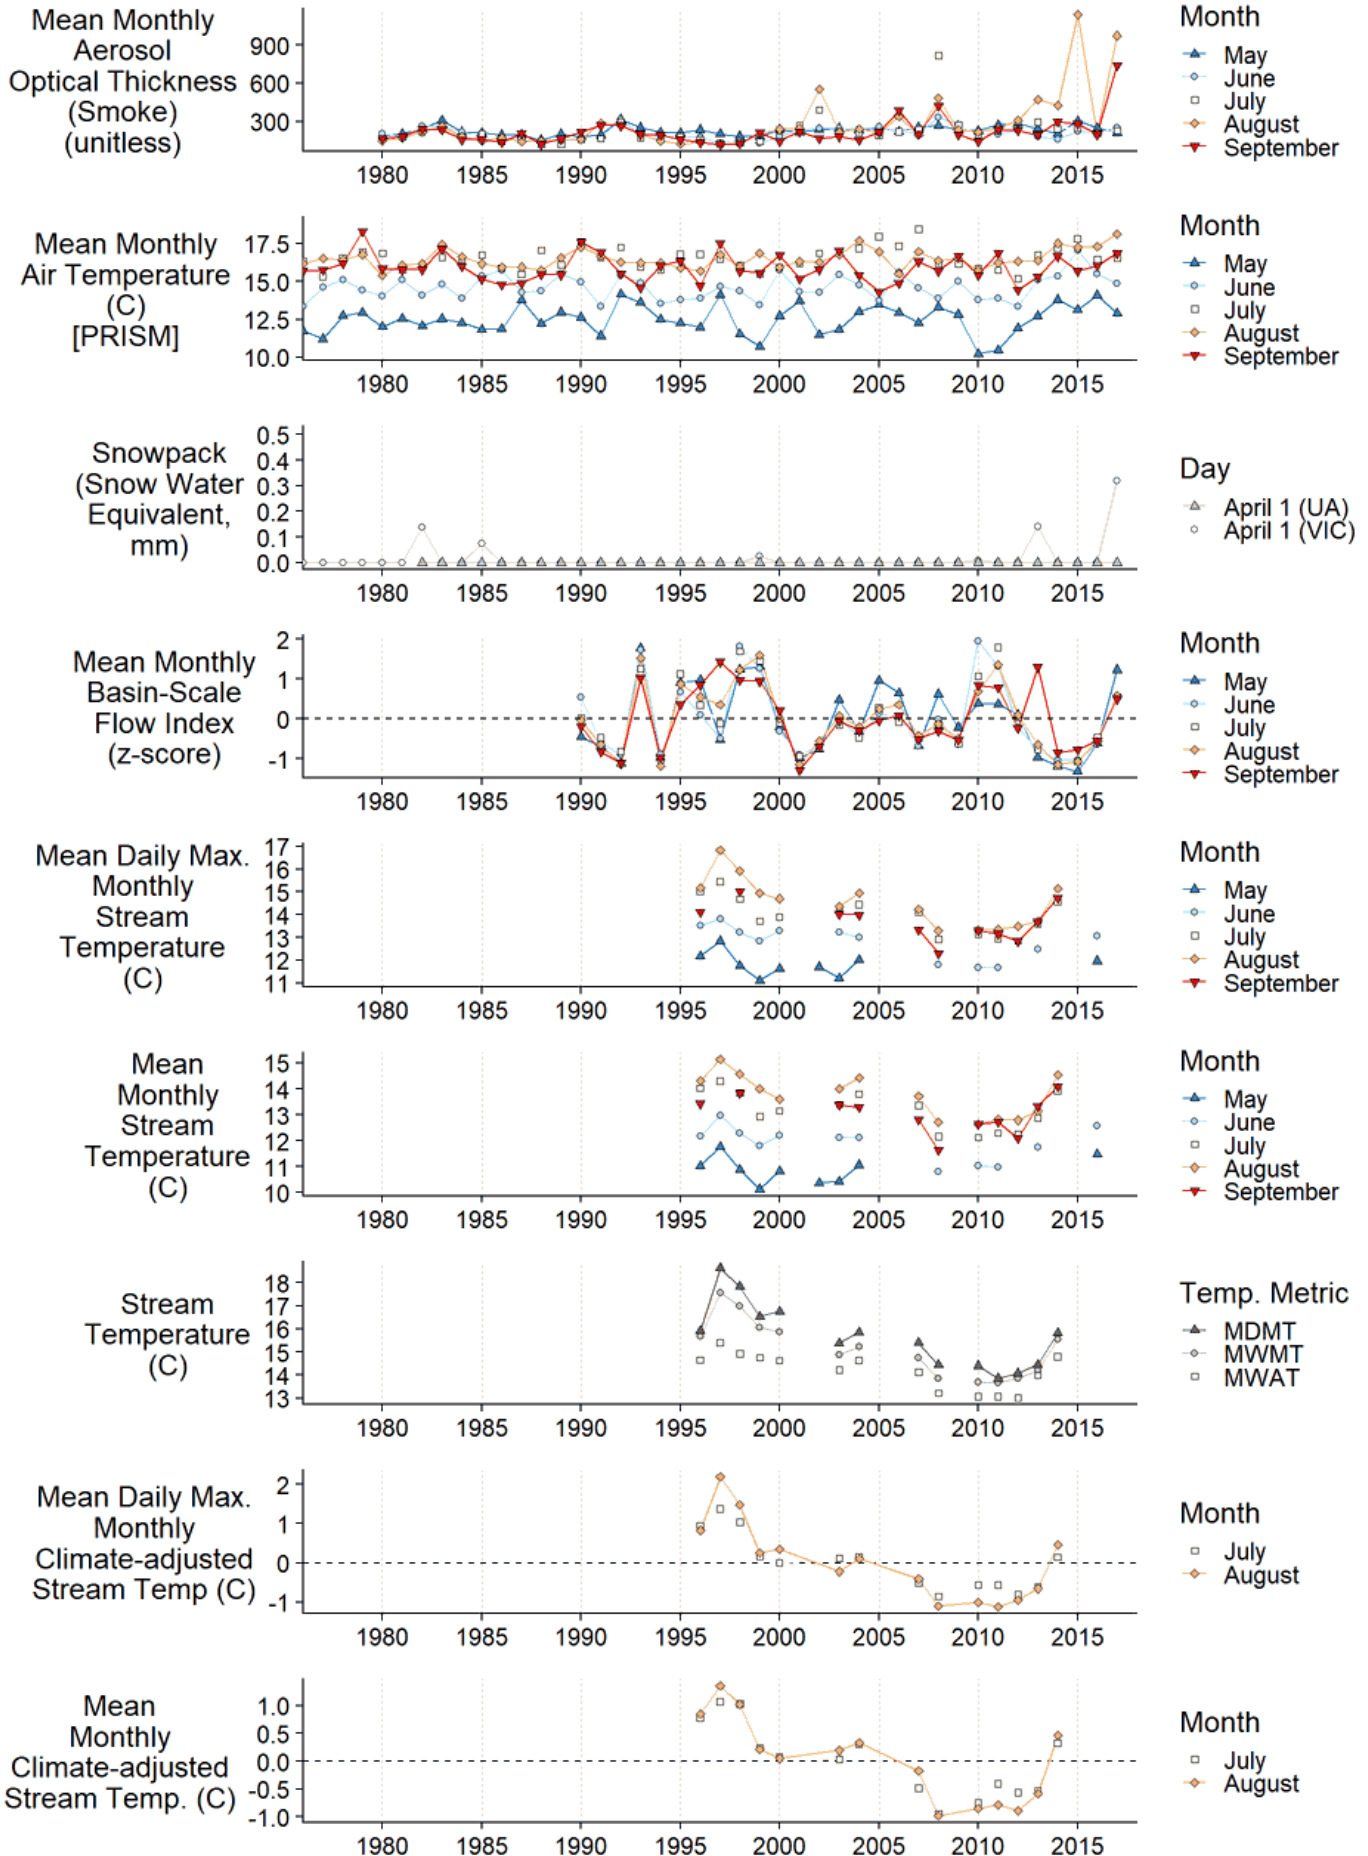 Mean Monthly
Aerosol
Optical Thickness
(Smoke)
(unitless)
900
600
300
1980 1985 1990 1995 2000 2005 2010 2015
Month
May
June
July
August
September
Mean Monthly
Air Temperature
(C)
[PRISM]
17.5
15.0
12.5
10.0
1980 1985 1990 1995 2000 2005 2010 2015
Month
May
June
July
August
September
Snowpack
(Snow Water
Equivalent,
mm)
0.5
0.4
0.3
0.2
0.1
0.0
1980 1985 1990 1995 2000 2005 2010 2015
Day
April 1 (UA)
April 1 (VIC)
Mean Monthly
Basin-Scale
Flow Index
(z-score)
2
1
0
-1
1980 1985 1990 1995 2000 2005 2010 2015
Month
May
June
July
August
September
Mean Daily Max.
Monthly
Stream
Temperature
(C)
17
16
15
14
13
12
11
1980 1985 1990 1995 2000 2005 2010 2015
Month
May
June
July
August
September
Mean
Monthly
Stream
Temperature
(C)
15
14
13
12
11
10
1980 1985 1990 1995 2000 2005 2010 2015
Month
May
June
July
August
September
Stream
Temperature
(C)
18
17
16
15
14
13
1980 1985 1990 1995 2000 2005 2010 2015
Temp. Metric
MDMT
MWMT
MWAT
Mean Daily Max.
Monthly
Climate-adjusted
Stream Temp (C)
2
1
0
-1
1980 1985 1990 1995 2000 2005 2010 2015
Month
July
August
Mean
Monthly
Climate-adjusted
Stream Temp. (C)
1.0
0.5
0.0
-0.5
-1.0
1980 1985 1990 1995 2000 2005 2010 2015
Month
July
August